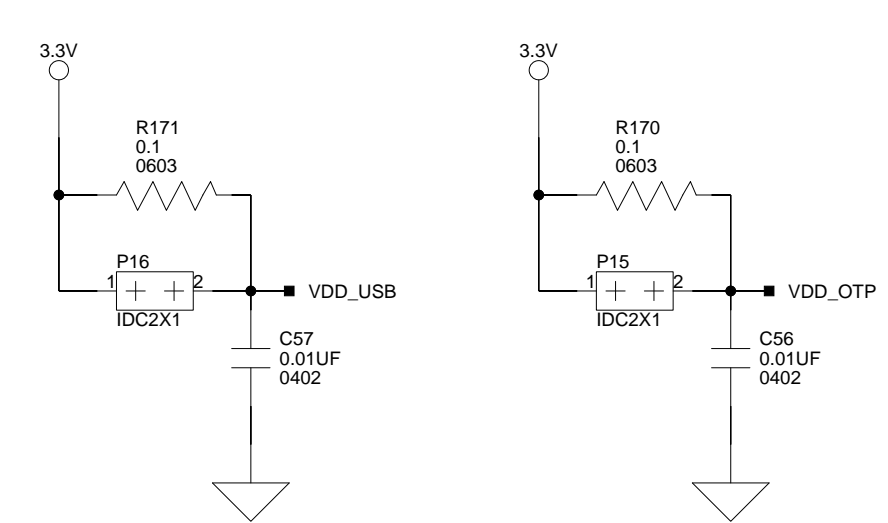 3.3V
R171
0.1
0603
P16
1
2
IDC2X1
VDD_USB
C57
0.01UF
0402
3.3V
R170
0.1
0603
P15
1
2
IDC2X1
VDD_OTP
C56
0.01UF
0402